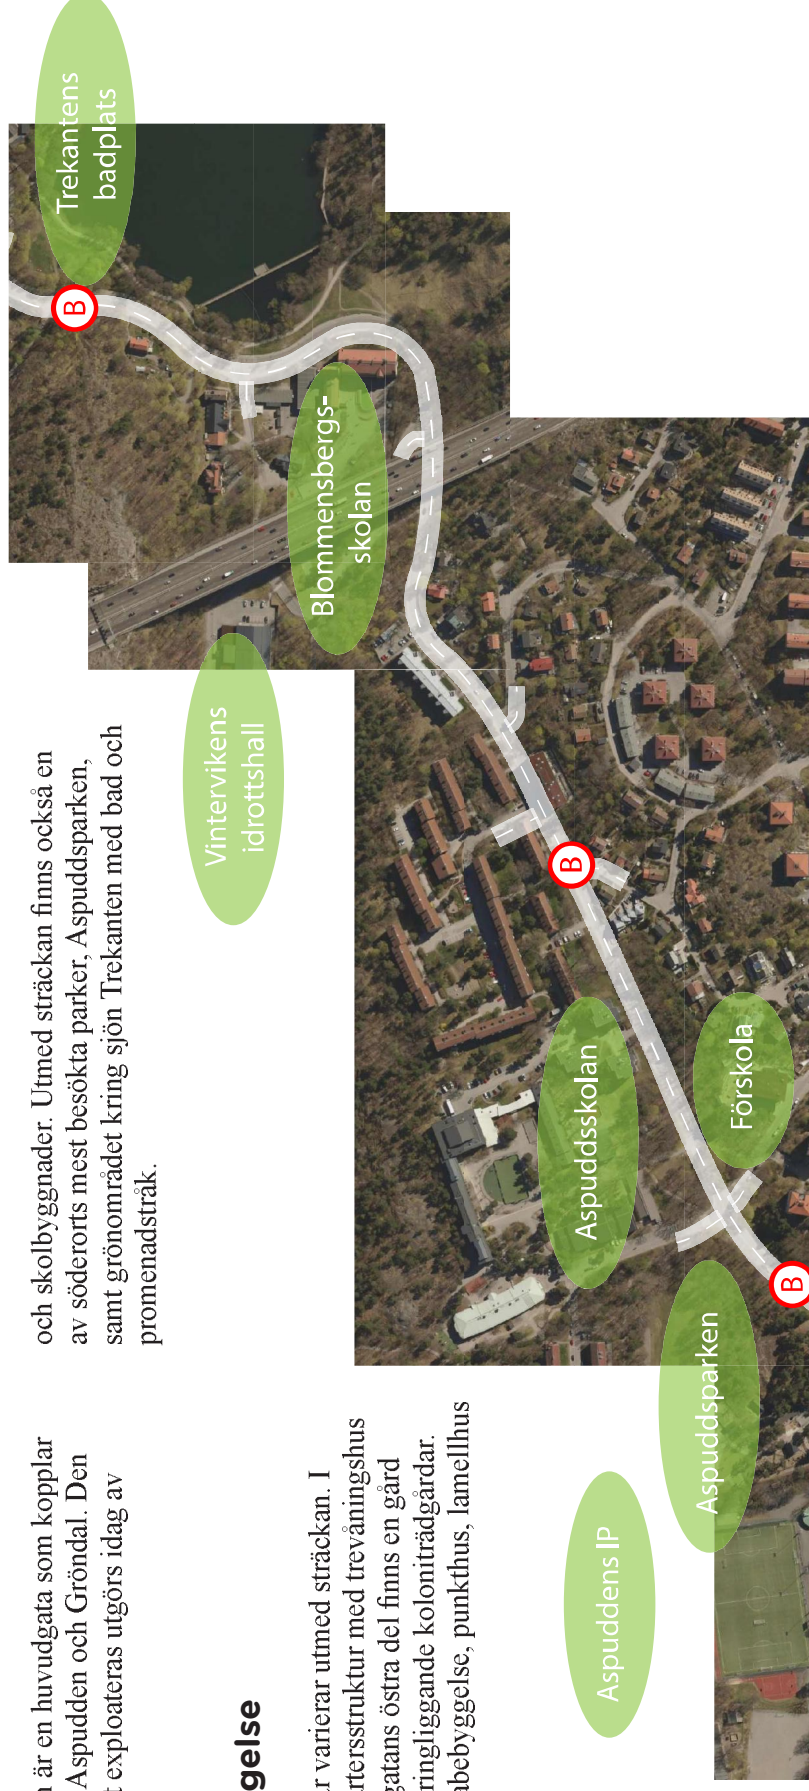 är en huvudgata som kopplar
Aspudden och Gröndal. Den
exploateras utgörs idag av
gelse
varierar utmed sträckan. I
rtersstruktur med trevåningshus
gatans östra del finns en gård
ringliggande koloniträdgårdar.
abebyggelse, punkthus, lamellhus
och skolbyggnader. Utmed sträckan finns också en
av söderorts mest besökta parker, Aspuddsparken,
samt grönområdet kring sjön Trekanten med bad och
promenadstråk.
Aspuddens IP
Aspuddsparken
B
Förskola
Aspuddsskolan
B
Vintervikens
idrottshall
Blommensbergs-
skolan
B
Trekantens
badplats